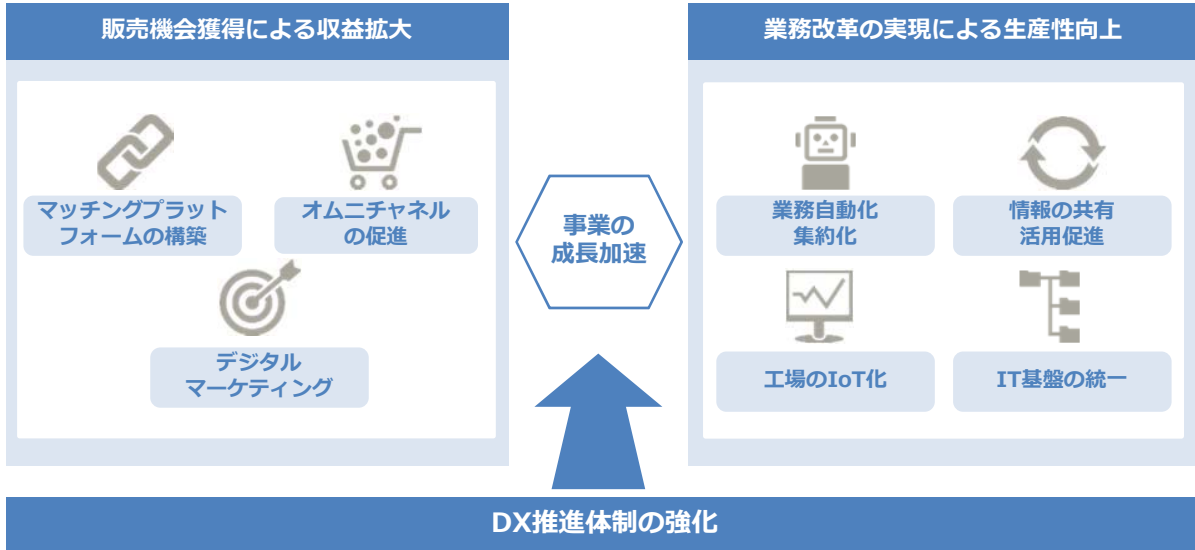 販売機会獲得による収益拡大
マッチングプラット
フォームの構築
オムニチャネル
の促進
デジタル
マーケティング
事業の
成長加速
業務改革の実現による生産性向上
業務自動化
集約化
情報の共有
活用促進
工場のIoT化
IT基盤の統一
DX推進体制の強化